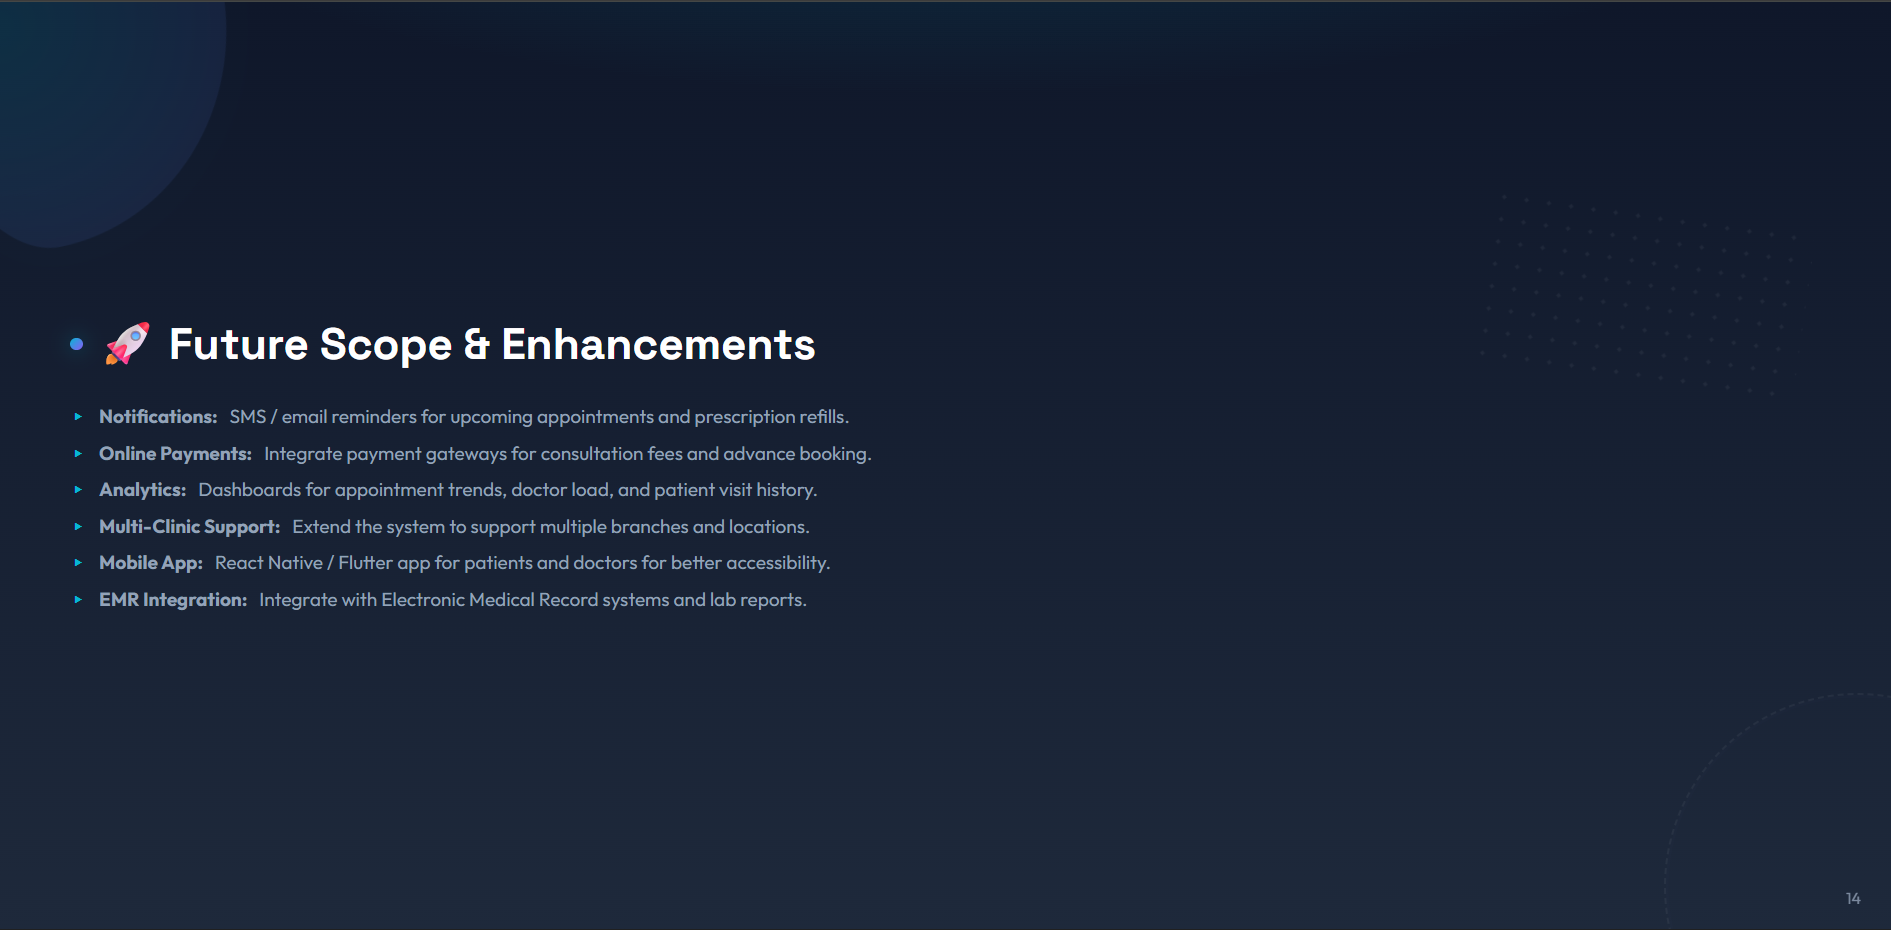 🚀 Future Scope & Enhancements
Notifications: SMS / email reminders for upcoming appointments and prescription refills.
Online Payments: Integrate payment gateways for consultation fees and advance booking.
Analytics: Dashboards for appointment trends, doctor load, and patient visit history.
Multi-Clinic Support: Extend the system to support multiple branches and locations.
Mobile App: React Native / Flutter app for patients and doctors for better accessibility.
EMR Integration: Integrate with Electronic Medical Record systems and lab reports.
14